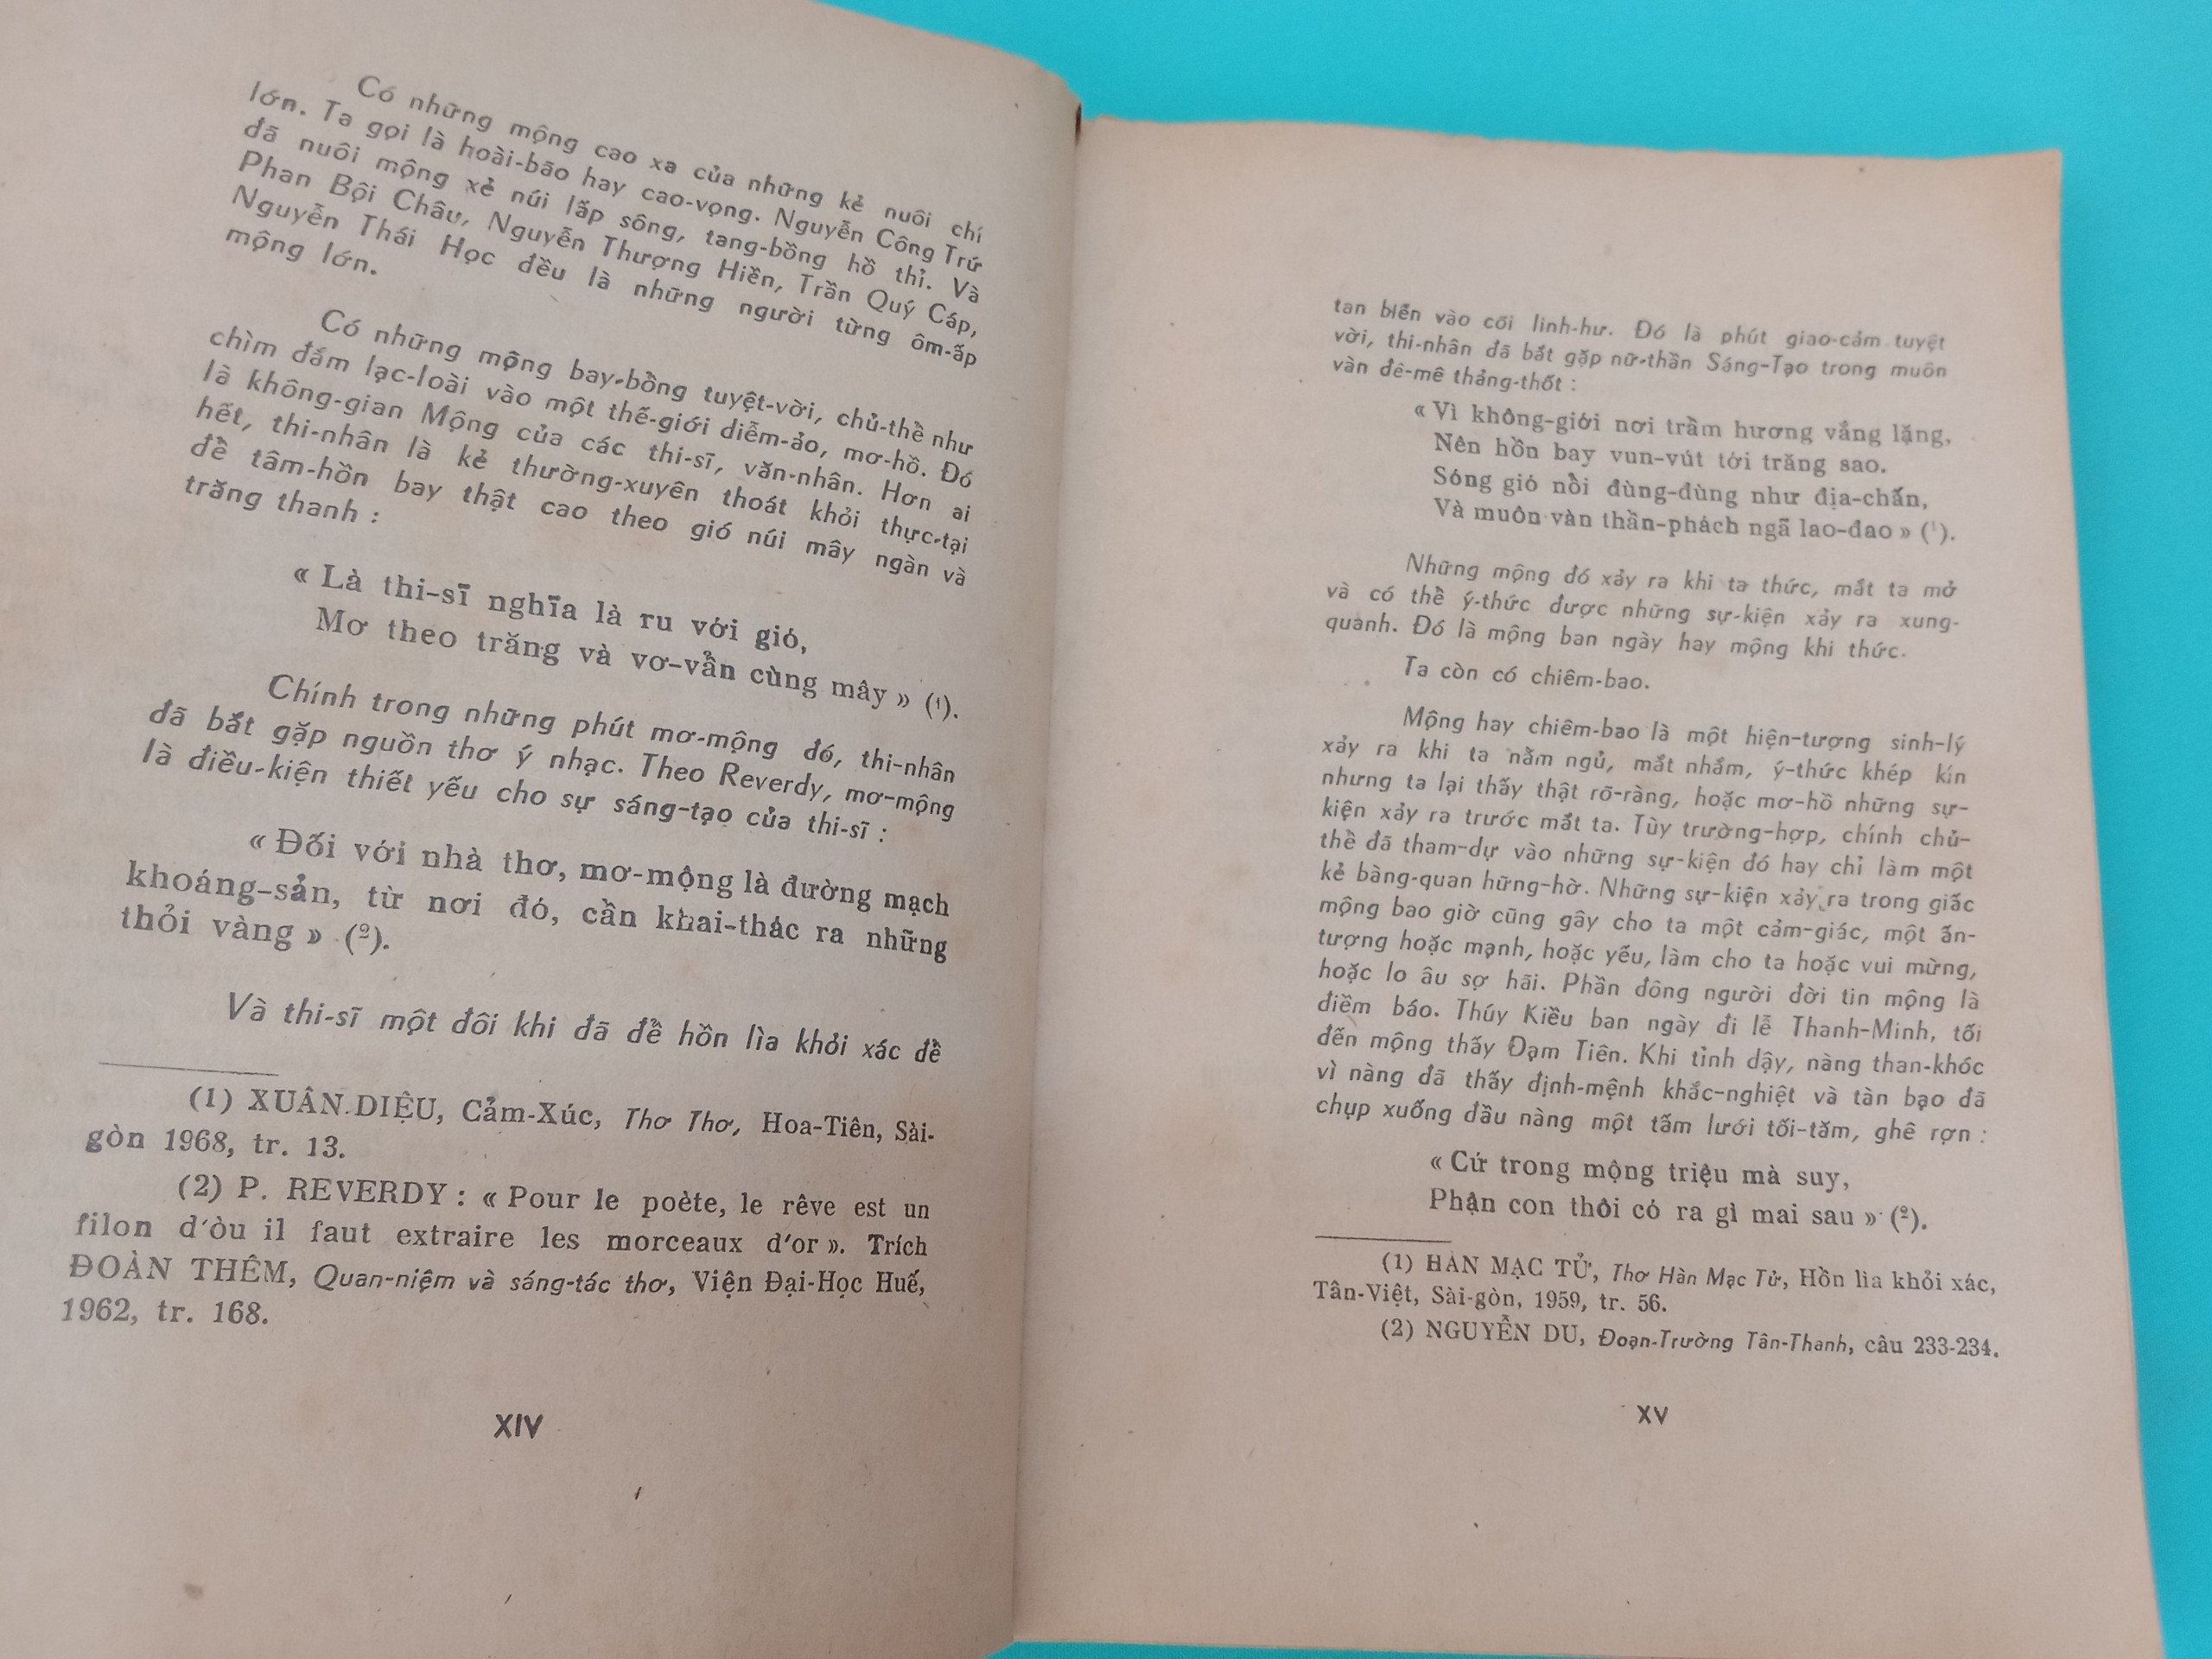 Có những mộng cao xa của những kẻ nuôi chí
lớn. Ta gọi là hoài-bão hay cao-vọng. Nguyễn Công Trứ
đã nuôi mộng xẻ núi lấp sông, tang-bồng hồ thỉ. Và
Phan Bội Châu, Nguyễn Thượng Hiền, Trần Quý Cáp,
Nguyễn Thái Học đều là những người từng ôm-ấp
mộng lớn.
Có những mộng bay-bồng tuyệt-vời, chủ-thề như
chìm đắm lạc-loài vào một thế-giới diễm-ảo, mơ-hồ. Đó
là không-gian Mộng của các thi-sĩ, văn-nhân. Hơn ai
hết, thi-nhân là kẻ thường-xuyên thoát khỏi thực-tại
đề tâm-hồn bay thật cao theo gió núi mây ngàn và
trăng thanh :
« Là thi-sĩ nghĩa là ru với gió,
Mơ theo trăng và vơ-vẩn cùng mây » (¹).
Chính trong những phút mơ-mộng đó, thi-nhân
đã bắt gặp nguồn thơ ý nhạc. Theo Reverdy, mơ-mộng
là điều-kiện thiết yếu cho sự sáng-tạo của thi-sĩ :
« Đối với nhà thơ, mơ-mộng là đường mạch
khoáng-sản, từ nơi đó, cần khai-thác ra những
thỏi vàng » (²).
Và thi-sĩ một đôi khi đã đề hồn lìa khỏi xác đề
(1) XUÂN DIỆU, Cảm-Xúc, Thơ Thơ, Hoa-Tiên, Sài-
gòn 1968, tr. 13.
(2) P. REVERDY : « Pour le poète, le rêve est un
filon d'òu il faut extraire les morceaux d'or ». Trích
ĐOÀN THÊM, Quan-niệm và sáng-tác thơ, Viện Đại-Học Huế,
1962, tr. 168.
XIV
tan biến vào cõi linh-hư. Đó là phút giao-cảm tuyệt
vời, thi-nhân đã bắt gặp nữ-thần Sáng-Tạo trong muôn
vàn đê-mê thảng-thốt :
« Vì không-giới nơi trầm hương vắng lặng,
Nên hồn bay vun-vút tới trăng sao.
Sóng gió nồi đùng-đùng như địa-chấn,
Và muôn vàn thần-phách ngã lao-đao » (¹).
Những mộng đó xảy ra khi ta thức, mắt ta mở
và có thề ý-thức được những sự-kiện xảy ra xung-
quanh. Đó là mộng ban ngày hay mộng khi thức.
Ta còn có chiêm-bao.
Mộng hay chiêm-bao là một hiện-tượng sinh-lý
xảy ra khi ta nằm ngủ, mắt nhắm, ý-thức khép kín
nhưng ta lại thấy thật rõ-ràng, hoặc mơ-hồ những sự-
kiện xảy ra trước mắt ta. Tùy trường-hợp, chính chủ-
thề đã tham-dự vào những sự-kiện đó hay chỉ làm một
kẻ bàng-quan hững-hờ. Những sự-kiện xảy ra trong giấc
mộng bao giờ cũng gây cho ta một cảm-giác, một ấn-
tượng hoặc mạnh, hoặc yếu, làm cho ta hoặc vui mừng,
hoặc lo âu sợ hãi. Phần đông người đời tin mộng là
điềm báo. Thúy Kiều ban ngày đi lễ Thanh-Minh, tối
đến mộng thấy Đạm Tiên. Khi tỉnh dậy, nàng than-khóc
vì nàng đã thấy định-mệnh khắc-nghiệt và tàn bạo đã
chụp xuống đầu nàng một tấm lưới tối-tăm, ghê rợn :
« Cứ trong mộng triệu mà suy,
Phận con thôi có ra gì mai sau » (²).
(1) HÀN MẠC TỬ, Thơ Hàn Mạc Tử, Hồn lìa khỏi xác,
Tân-Việt, Sài-gòn, 1959, tr. 56.
(2) NGUYỄN DU, Đoạn-Trường Tân-Thanh, câu 233-234.
XV